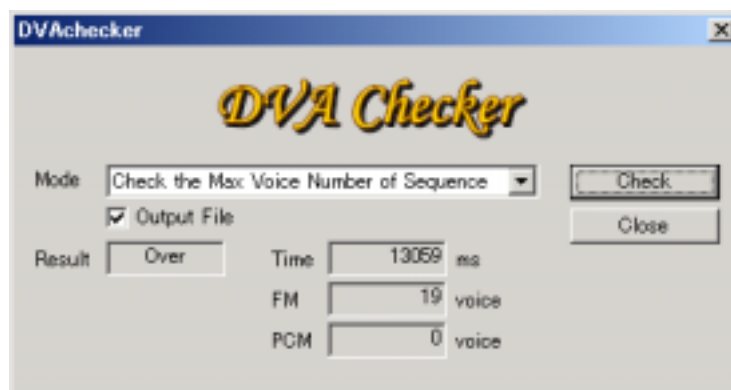 DVAchecker
DVA Checker
Mode Check the Max Voice Number of Sequence Check
Output File Close
Result Over Time 13059 ms
FM 19 voice
PCM 0 voice